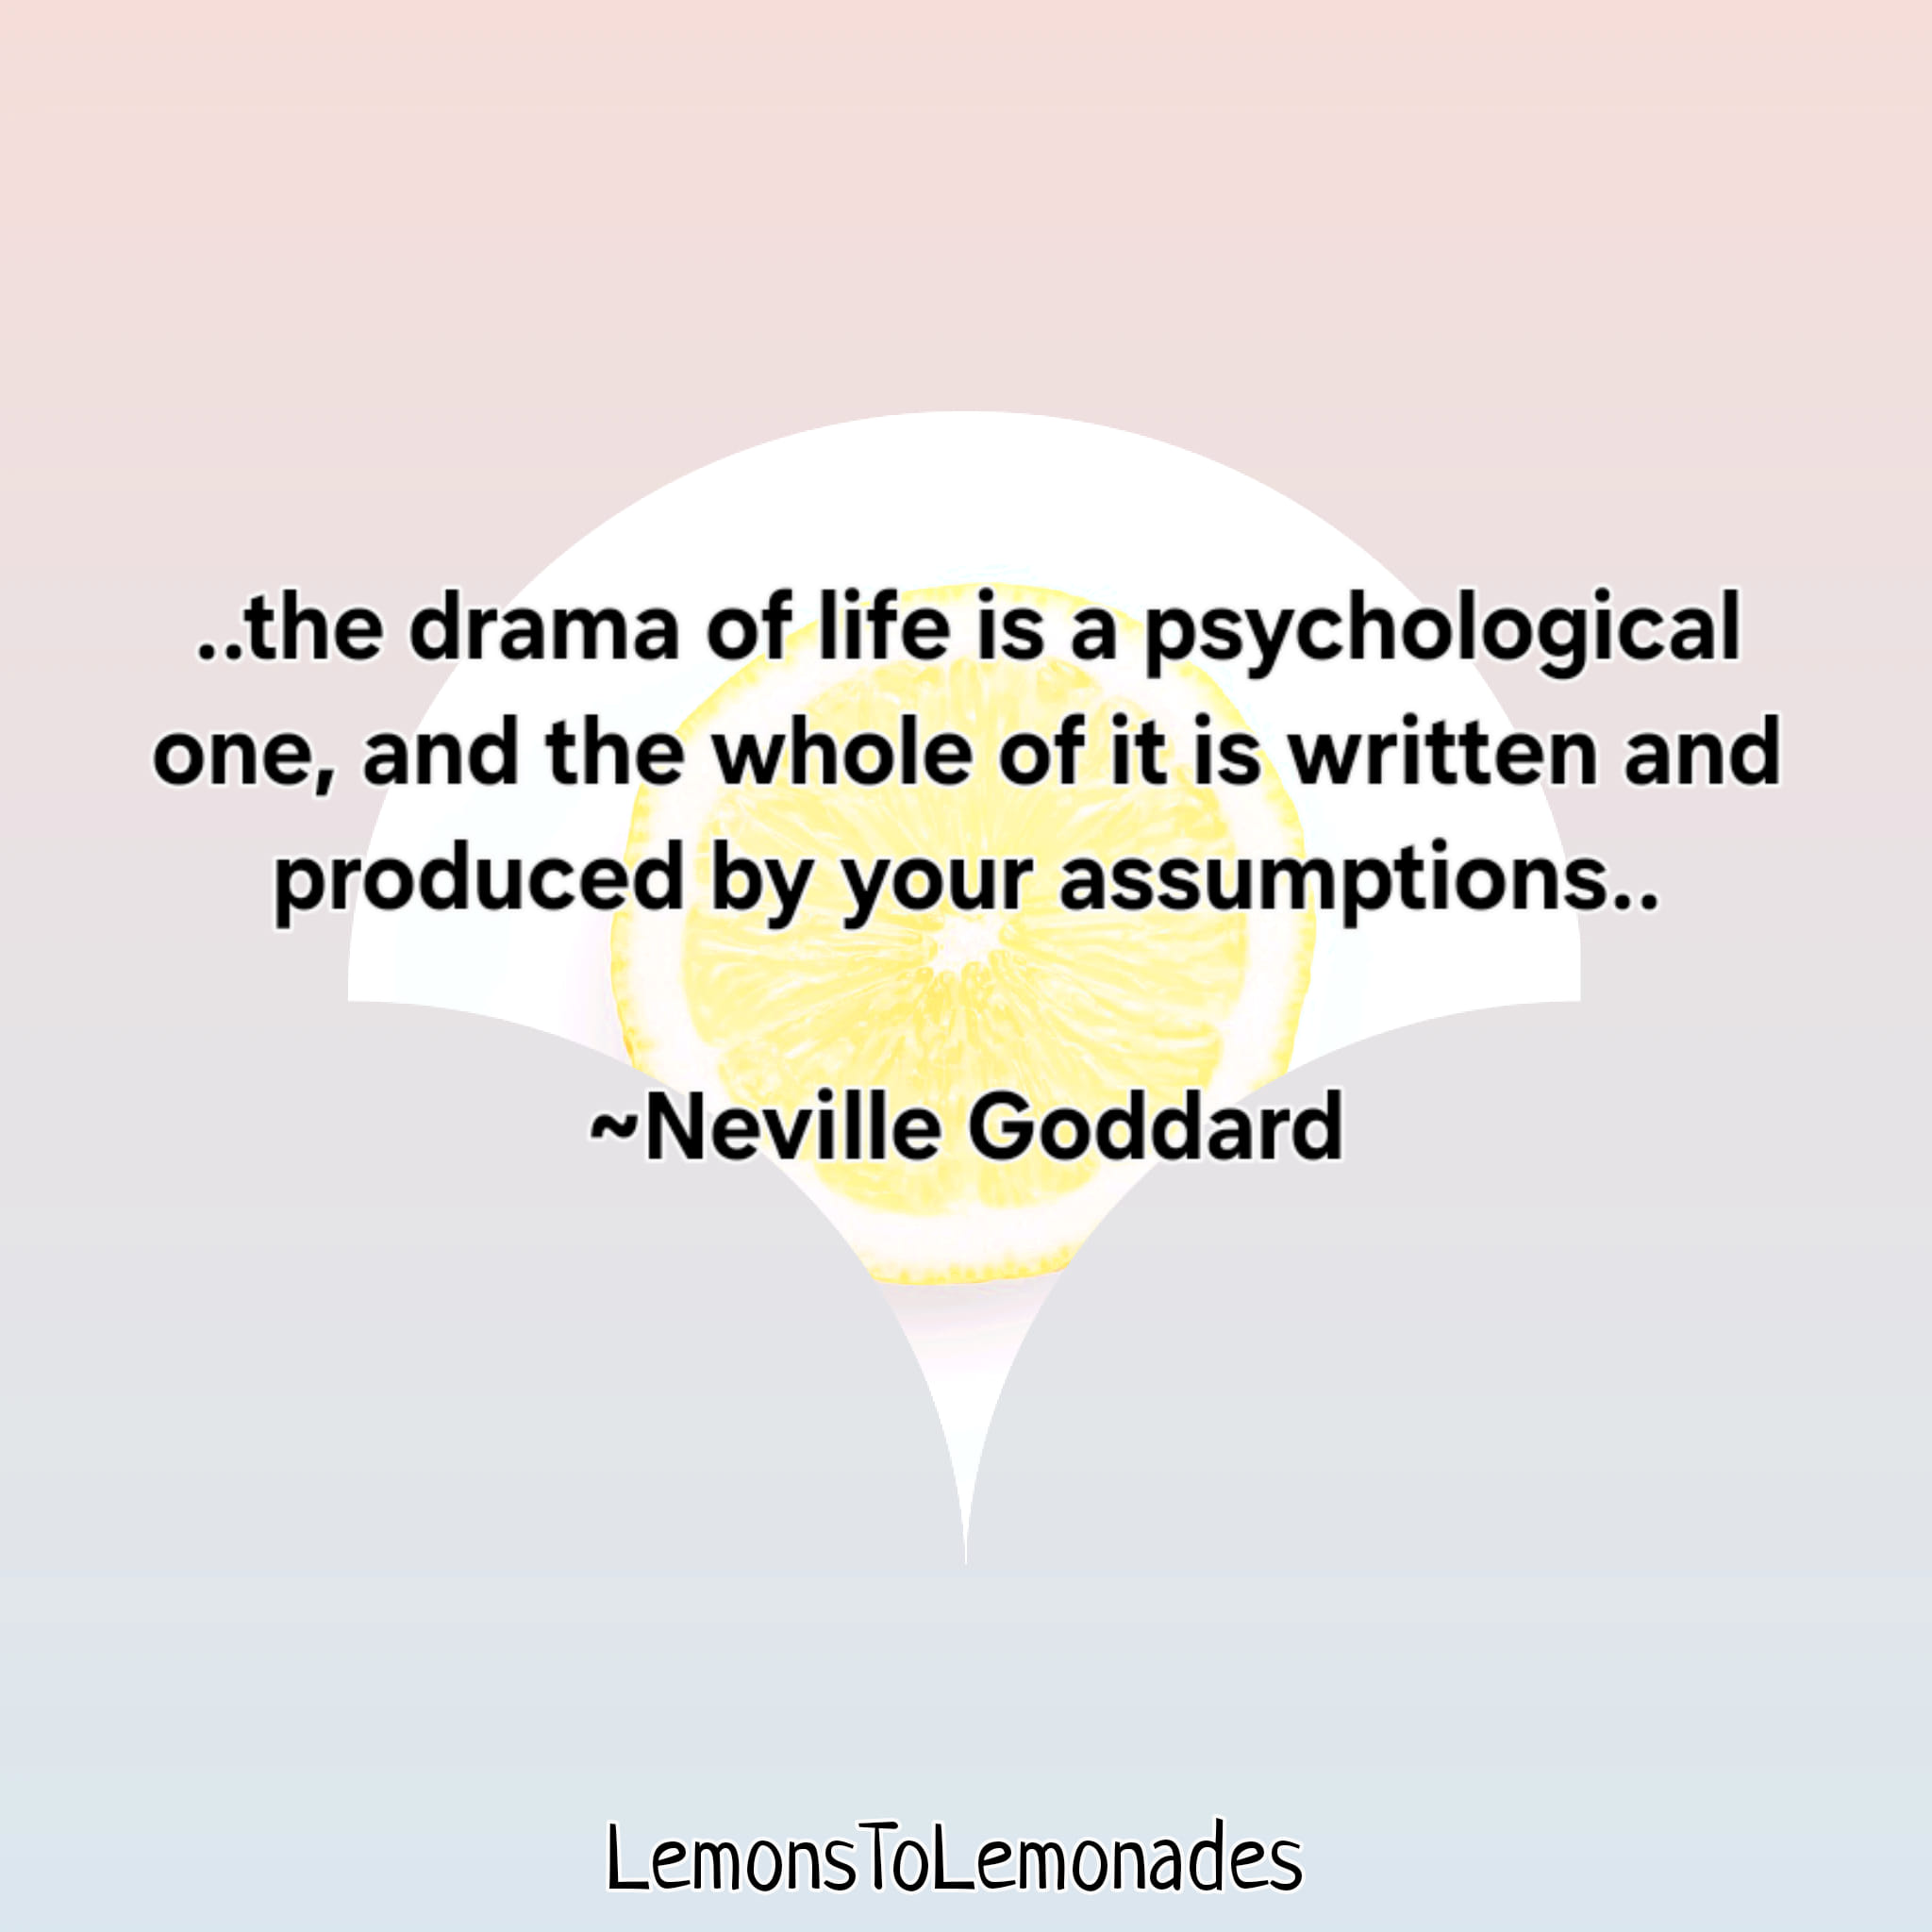 ..the drama of life is a psychological
one, and the whole of it is written and
produced by your assumptions..
~Neville Goddard
LemonsToLemonades